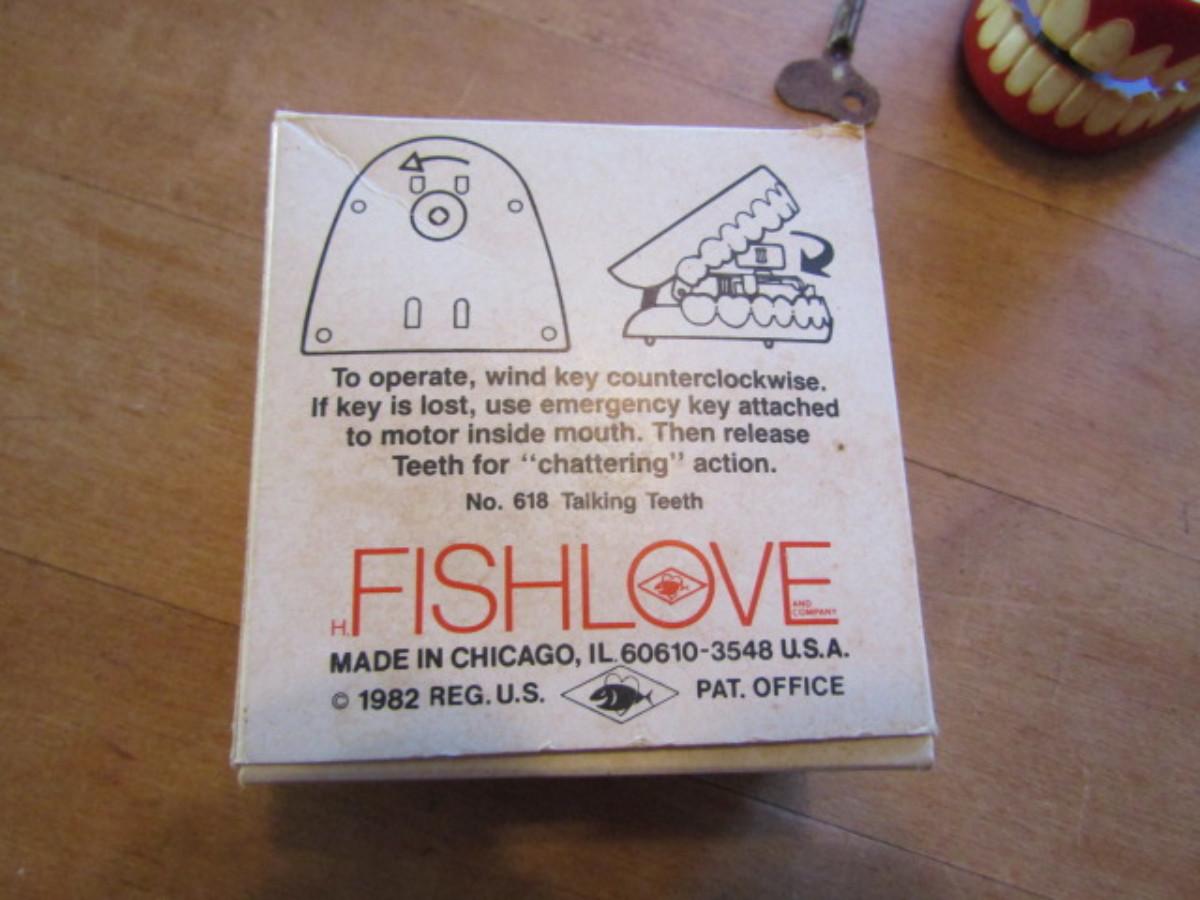 To operate, wind key counterclockwise.
If key is lost, use emergency key attached
to motor inside mouth. Then release
Teeth for “chattering” action.
No. 618 Talking Teeth
H. FISHLOVE AND COMPANY
MADE IN CHICAGO, IL. 60610-3548 U.S.A.
© 1982 REG. U.S. PAT. OFFICE